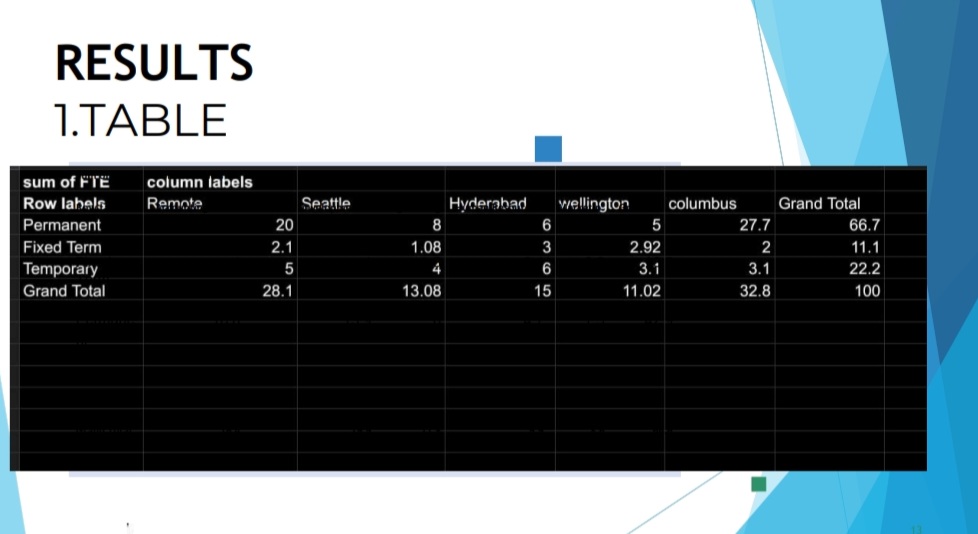 RESULTS
1.TABLE
sum of FTE column labels
Row labels Remote Seattle Hyderabad wellington columbus Grand Total
Permanent 20 8 6 5 27.7 66.7
Fixed Term 2.1 1.08 3 2.92 2 11.1
Temporary 5 4 6 3.1 3.1 22.2
Grand Total 28.1 13.08 15 11.02 32.8 100